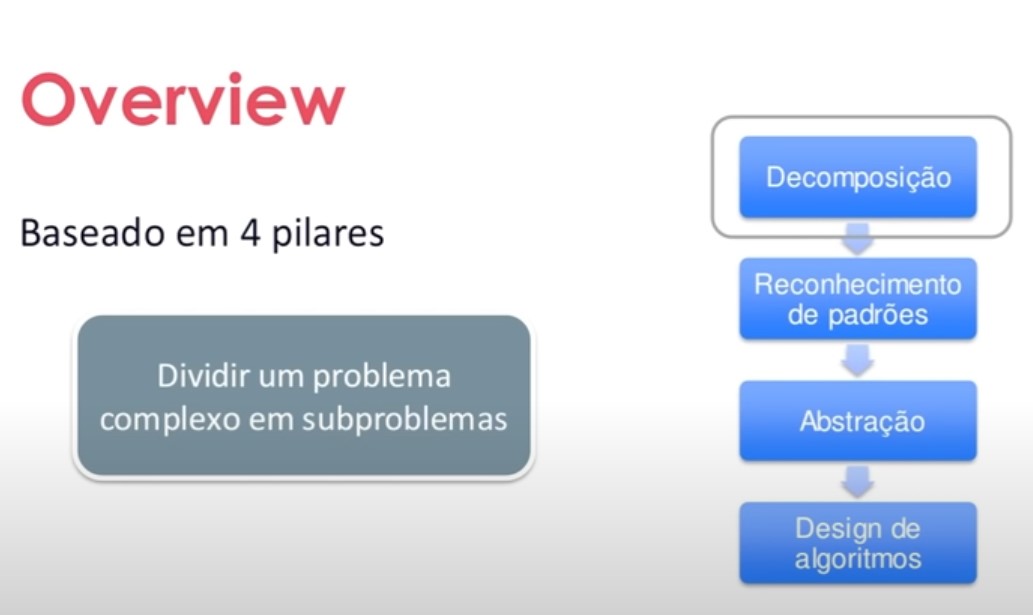 Overview
Baseado em 4 pilares
Dividir um problema
complexo em subproblemas
Decomposição
Reconhecimento
de padrões
Abstração
Design de
algoritmos